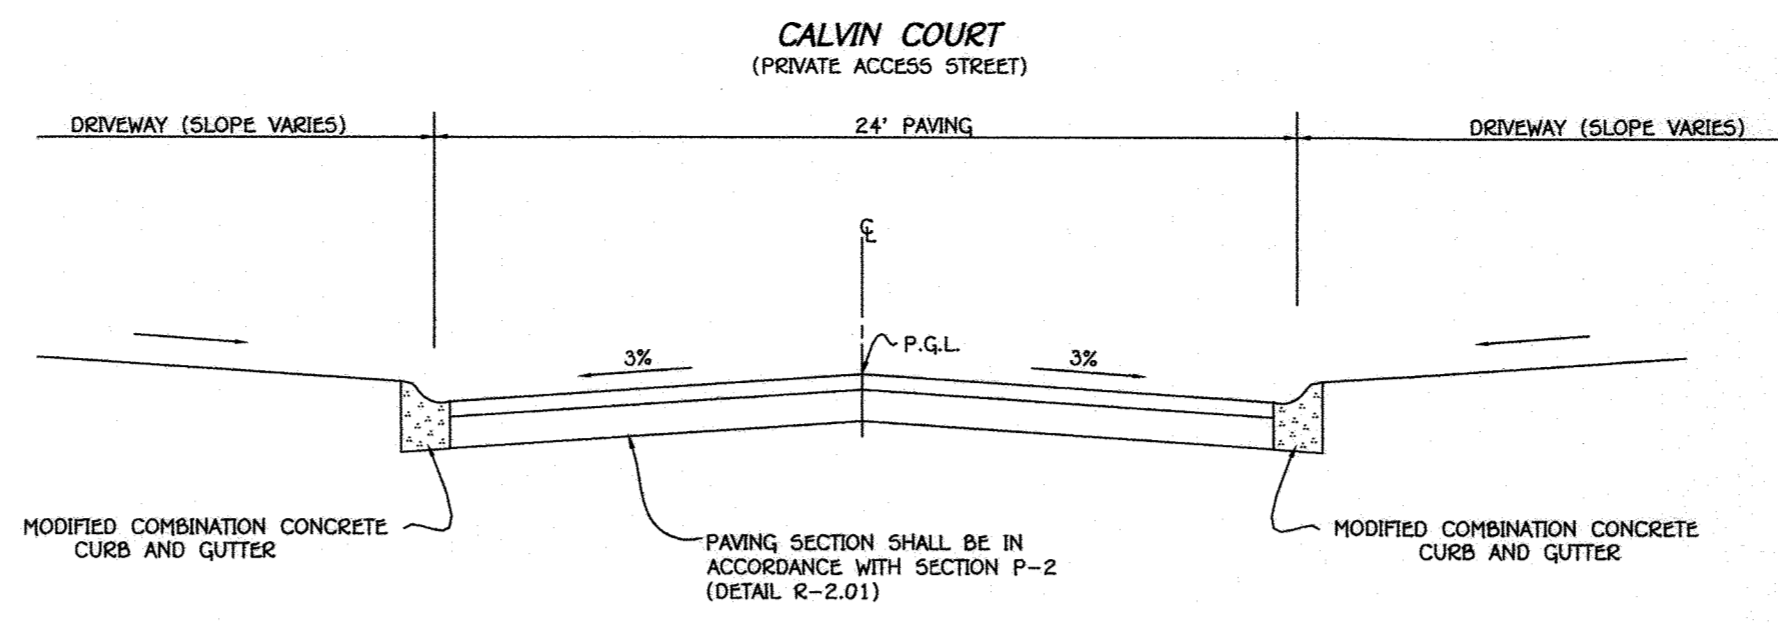 CALVIN COURT
(PRIVATE ACCESS STREET)
DRIVEWAY (SLOPE VARIES)
24' PAVING
DRIVEWAY (SLOPE VARIES)
℄
P.G.L.
3%
3%
MODIFIED COMBINATION CONCRETE
CURB AND GUTTER
PAVING SECTION SHALL BE IN
ACCORDANCE WITH SECTION P-2
(DETAIL R-2.01)
MODIFIED COMBINATION CONCRETE
CURB AND GUTTER